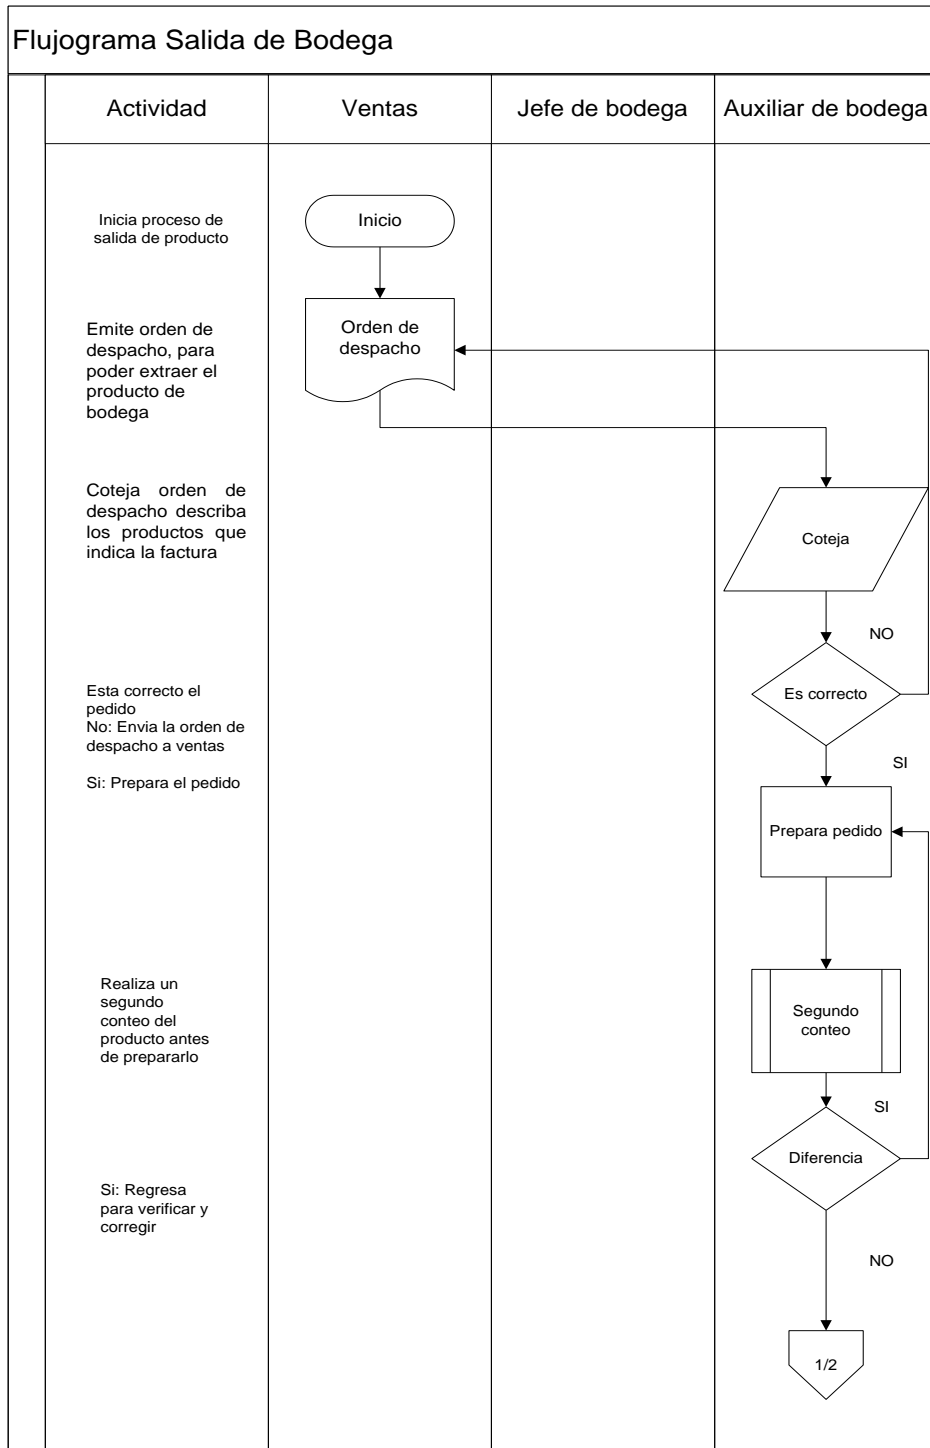 Flujograma Salida de Bodega
Actividad
Ventas
Jefe de bodega
Auxiliar de bodega
Inicia proceso de
salida de producto
Inicio
Emite orden de
despacho, para
poder extraer el
producto de
bodega
Orden de
despacho
Coteja orden de
despacho describa
los productos que
indica la factura
Coteja
NO
Esta correcto el
pedido
No: Envia la orden de
despacho a ventas
Si: Prepara el pedido
Es correcto
SI
Prepara pedido
Realiza un
segundo
conteo del
producto antes
de prepararlo
Segundo
conteo
SI
Diferencia
Si: Regresa
para verificar y
corregir
NO
1/2